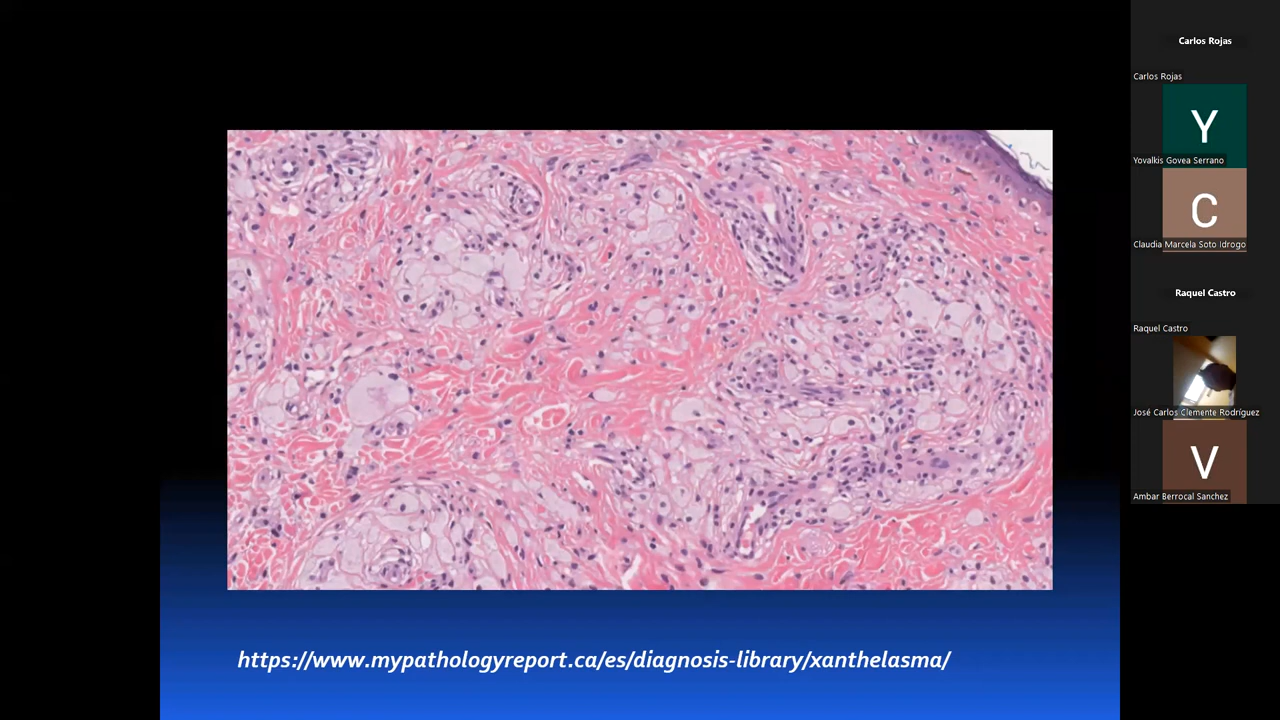 Carlos Rojas
Carlos Rojas
Y
Yovalkis Govea Serrano
C
Claudia Marcela Soto Idrogo
Raquel Castro
Raquel Castro
José Carlos Clemente Rodríguez
V
Ambar Berrocal Sanchez
https://www.mypathologyreport.ca/es/diagnosis-library/xanthelasma/